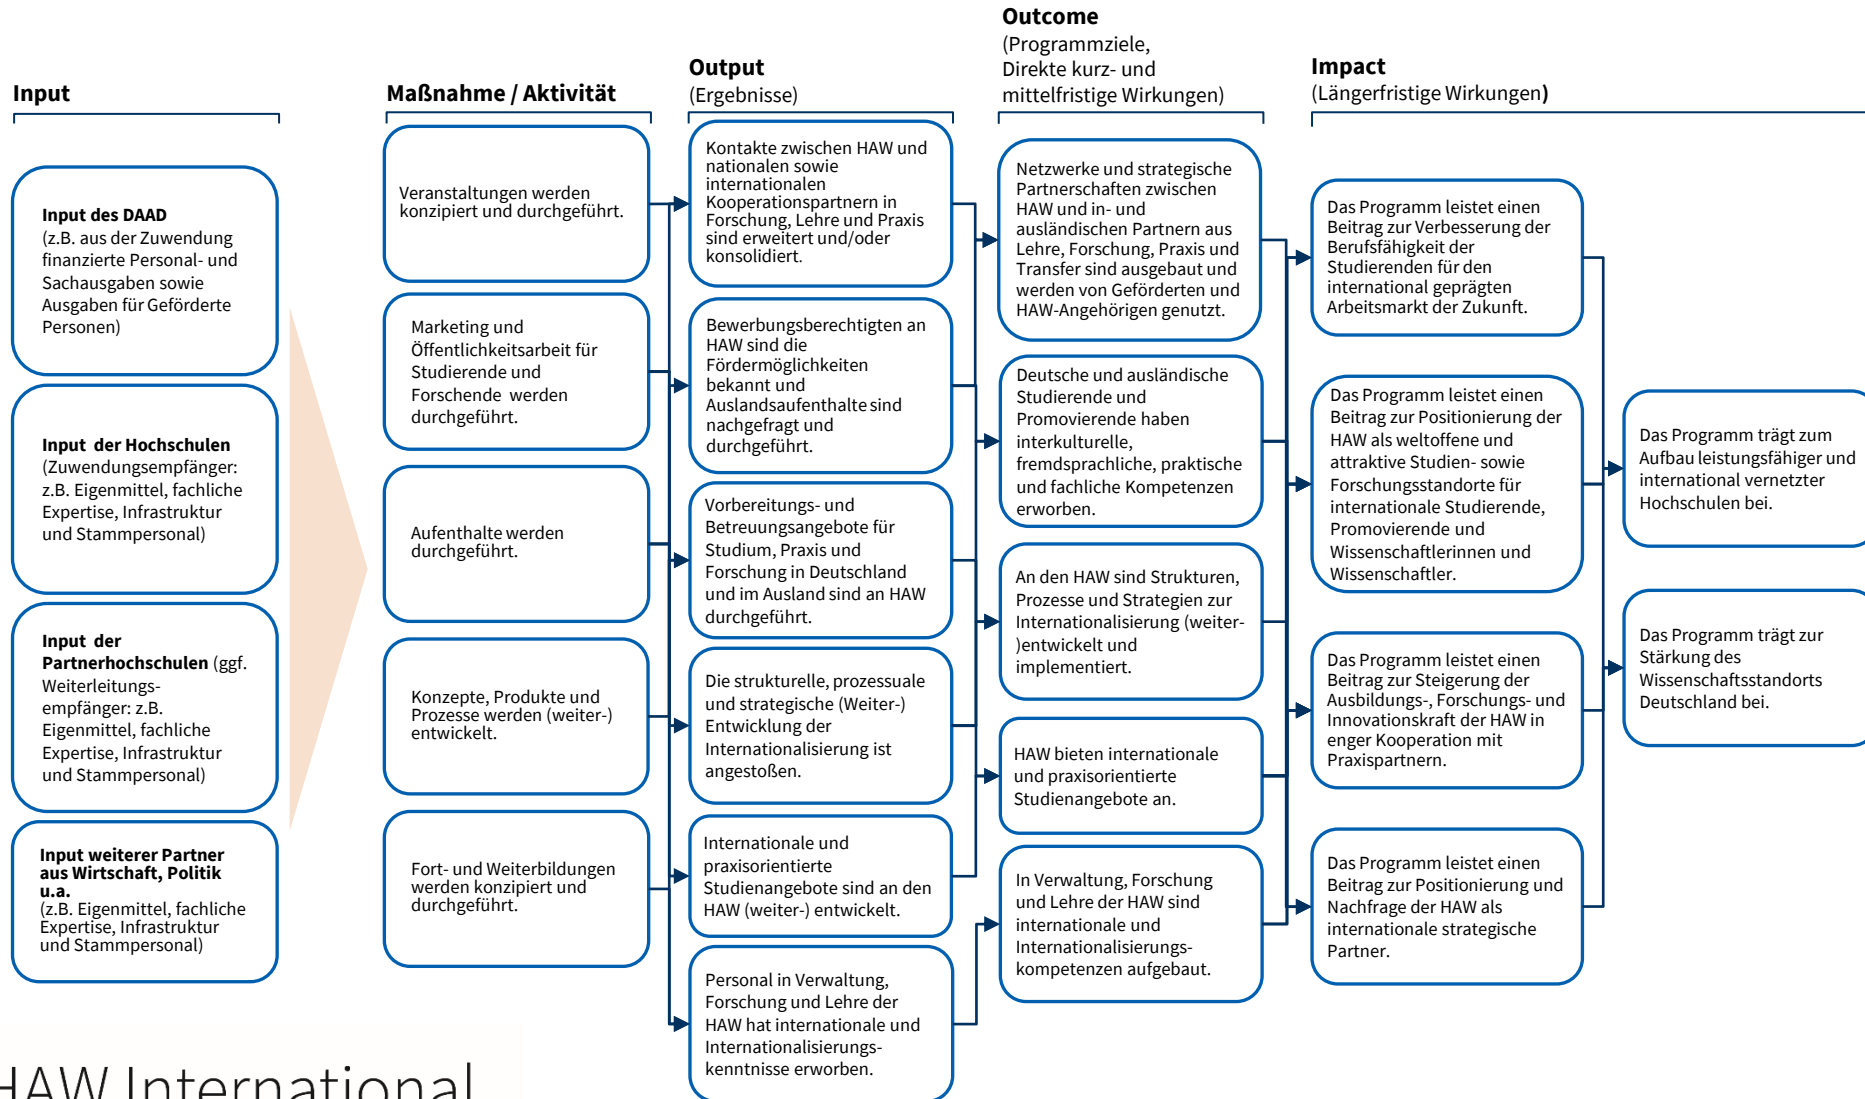 Input
Input des DAAD
(z.B. aus der Zuwendung
finanzierte Personal- und
Sachausgaben sowie
Ausgaben für Geförderte
Personen)
Input  der Hochschulen
(Zuwendungsempfänger:
z.B. Eigenmittel, fachliche
Expertise, Infrastruktur
und Stammpersonal)
Input  der
Partnerhochschulen (ggf.
Weiterleitungs-
empfänger: z.B.
Eigenmittel, fachliche
Expertise, Infrastruktur
und Stammpersonal)
Input weiterer Partner
aus Wirtschaft, Politik
u.a.
(z.B. Eigenmittel, fachliche
Expertise, Infrastruktur
und Stammpersonal)
Maßnahme / Aktivität
Veranstaltungen werden
konzipiert und durchgeführt.
Marketing und
Öffentlichkeitsarbeit für
Studierende und
Forschende  werden
durchgeführt.
Aufenthalte werden
durchgeführt.
Konzepte, Produkte und
Prozesse werden (weiter-)
entwickelt.
Fort- und Weiterbildungen
werden konzipiert und
durchgeführt.
Output
(Ergebnisse)
Kontakte zwischen HAW und
nationalen sowie
internationalen
Kooperationspartnern in
Forschung, Lehre und Praxis
sind erweitert und/oder
konsolidiert.
Bewerbungsberechtigten an
HAW sind die
Fördermöglichkeiten
bekannt und
Auslandsaufenthalte sind
nachgefragt und
durchgeführt.
Vorbereitungs- und
Betreuungsangebote für
Studium, Praxis und
Forschung in Deutschland
und im Ausland sind an HAW
durchgeführt.
Die strukturelle, prozessuale
und strategische (Weiter-)
Entwicklung der
Internationalisierung ist
angestoßen.
Internationale und
praxisorientierte
Studienangebote sind an den
HAW (weiter-) entwickelt.
Personal in Verwaltung,
Forschung und Lehre der
HAW hat internationale und
Internationalisierungs-
kenntnisse erworben.
Outcome
(Programmziele,
Direkte kurz- und
mittelfristige Wirkungen)
Netzwerke und strategische
Partnerschaften zwischen
HAW und in- und
ausländischen Partnern aus
Lehre, Forschung, Praxis und
Transfer sind ausgebaut und
werden von Geförderten und
HAW-Angehörigen genutzt.
Deutsche und ausländische
Studierende und
Promovierende haben
interkulturelle,
fremdsprachliche, praktische
und fachliche Kompetenzen
erworben.
An den HAW sind Strukturen,
Prozesse und Strategien zur
Internationalisierung (weiter-
)entwickelt und
implementiert.
HAW bieten internationale
und praxisorientierte
Studienangebote an.
In Verwaltung, Forschung
und Lehre der HAW sind
internationale und
Internationalisierungs-
kompetenzen aufgebaut.
Impact
(Längerfristige Wirkungen)
Das Programm leistet einen
Beitrag zur Verbesserung der
Berufsfähigkeit der
Studierenden für den
international geprägten
Arbeitsmarkt der Zukunft.
Das Programm leistet einen
Beitrag zur Positionierung der
HAW als weltoffene und
attraktive Studien- sowie
Forschungsstandorte für
internationale Studierende,
Promovierende und
Wissenschaftlerinnen und
Wissenschaftler.
Das Programm leistet einen
Beitrag zur Steigerung der
Ausbildungs-, Forschungs- und
Innovationskraft der HAW in
enger Kooperation mit
Praxispartnern.
Das Programm leistet einen
Beitrag zur Positionierung und
Nachfrage der HAW als
internationale strategische
Partner.
Das Programm trägt zum
Aufbau leistungsfähiger und
international vernetzter
Hochschulen bei.
Das Programm trägt zur
Stärkung des
Wissenschaftsstandorts
Deutschland bei.
HAW International